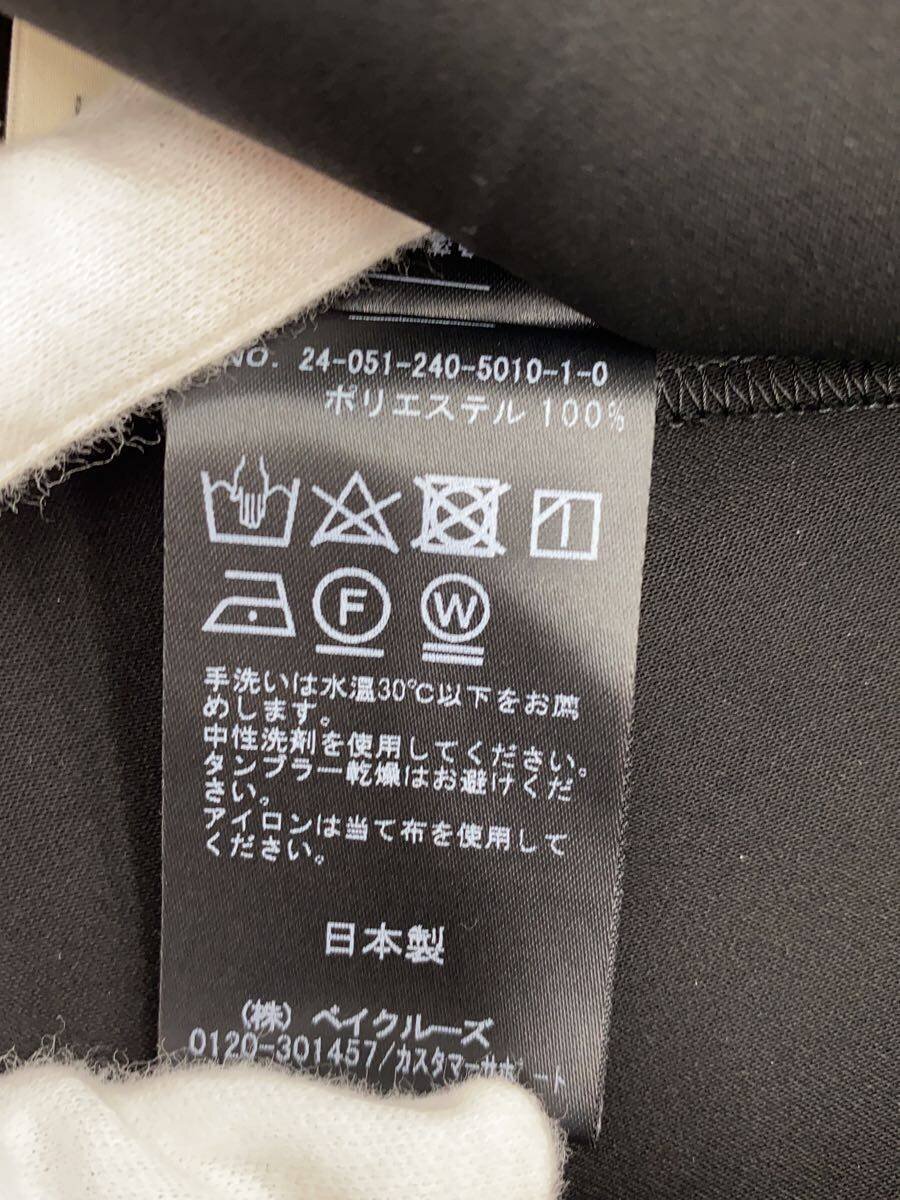 NO. 24-051-240-5010-1-0
ポリエステル 100%
F
W
手洗いは水温30℃以下をお薦
めします。
中性洗剤を使用してください。
タンブラー乾燥はお避けくだ
さい。
アイロンは当て布を使用して
ください。
日本製
(株) ベイクルーズ
0120-301457/カスタマーサポート